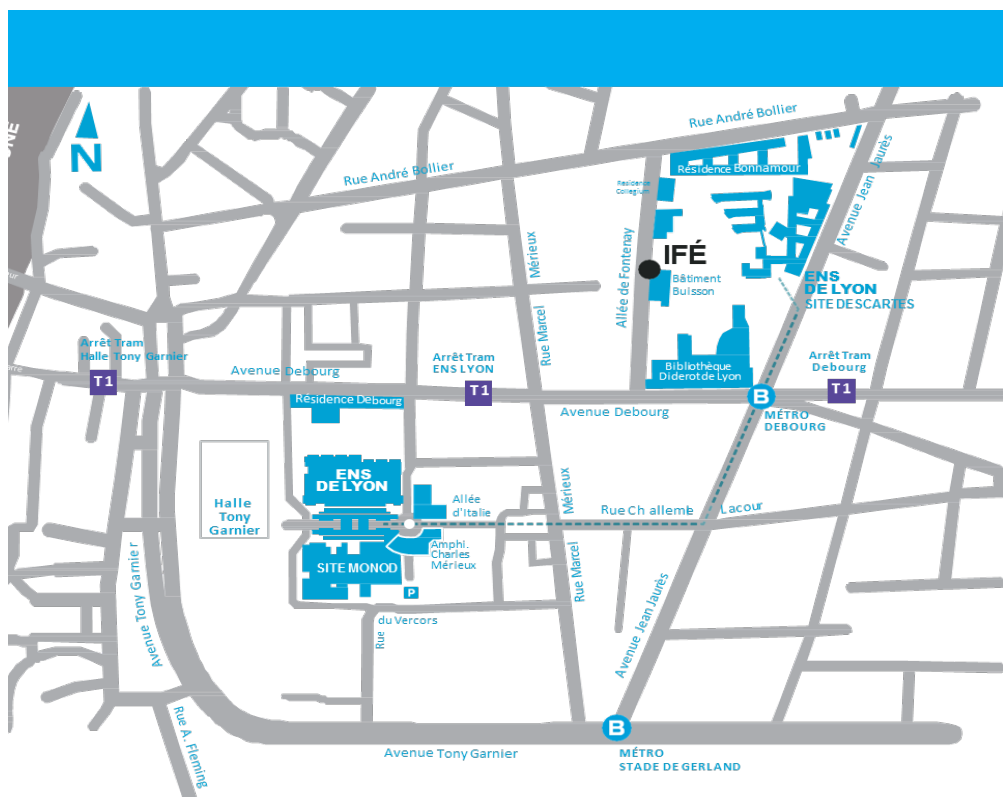 Rue André Bollier
NE
N
Rue André Bollier
Résidence Bonnamour
Résidence
Collegium
Avenue Jean Jaurès
Mérieux
Allée de Fontenay
IFÉ
Bâtiment
Buisson
ENS
DE LYON
SITE DESCARTES
Rue Marcel
Arrêt Tram
Halle Tony Garnier
T1
Avenue Debourg
Arrêt Tram
ENS LYON
T1
Bibliothèque
Diderot de Lyon
Arrêt Tram
Debourg
T1
Résidence Debourg
Avenue Debourg
B
MÉTRO
DEBOURG
ENS
DE LYON
Halle
Tony
Garnier
Allée
d'Italie
Mérieux
Rue Challemel Lacour
Amphi.
Charles
Mérieux
SITE MONOD
P
Rue Marcel
Avenue Tony Garnier
Rue
du Vercors
Avenue Jean Jaurès
Rue A. Fleming
Avenue Tony Garnier
B
MÉTRO
STADE DE GERLAND